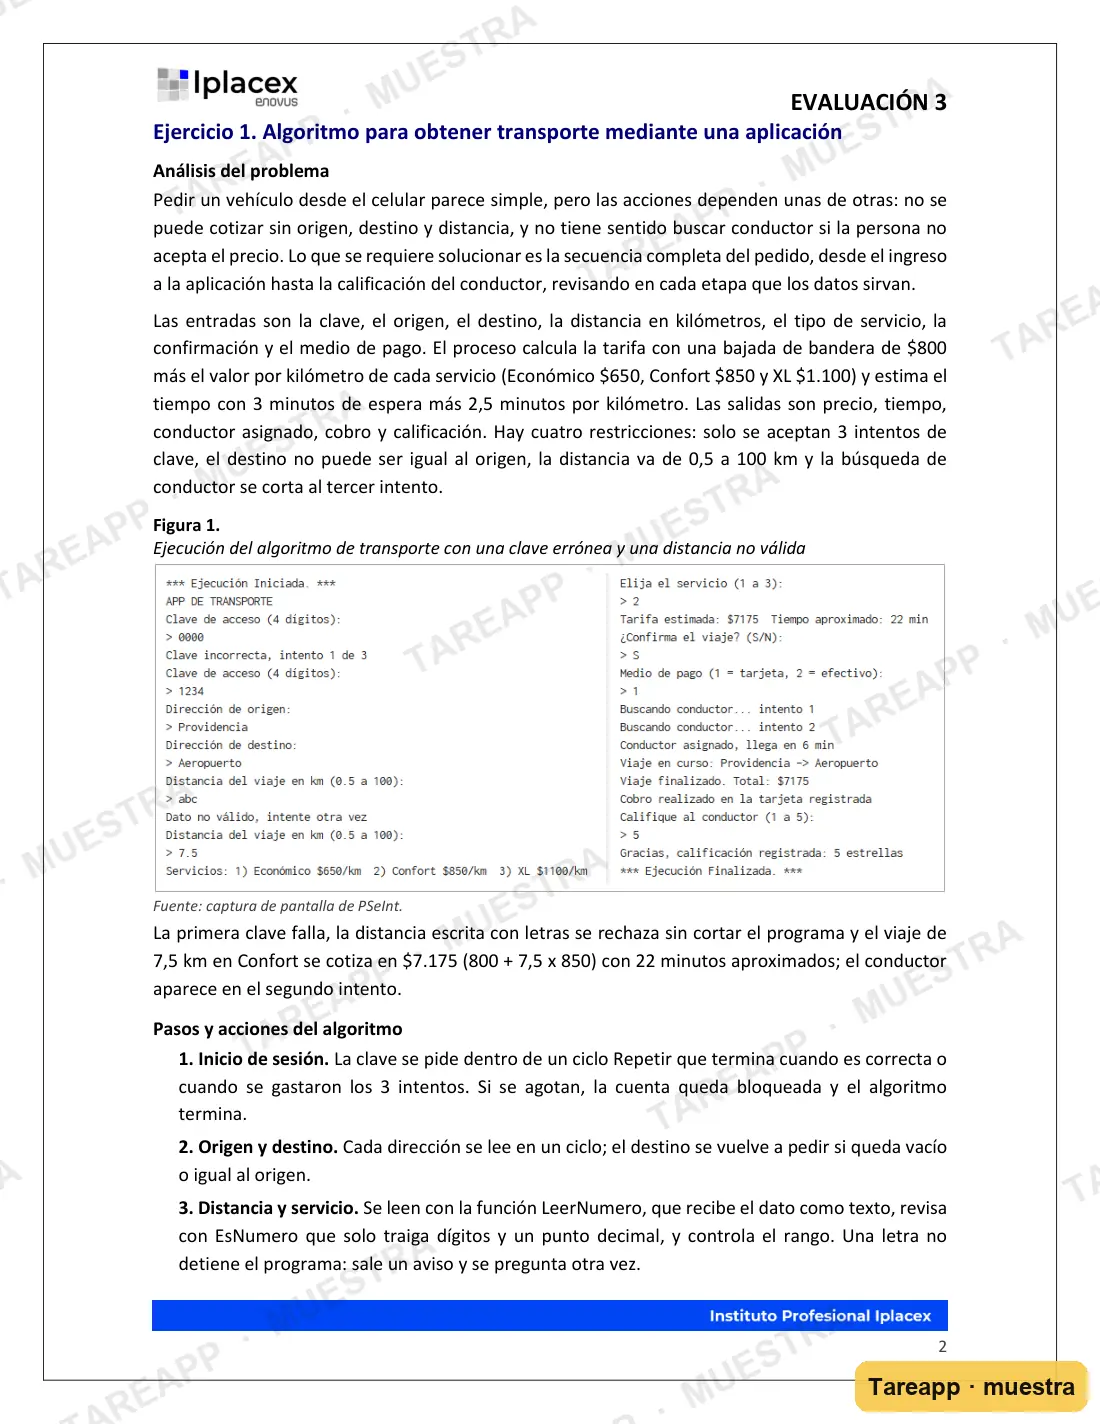 Iplacex
enovus
EVALUACIÓN 3
Ejercicio 1. Algoritmo para obtener transporte mediante una aplicación
Análisis del problema
Pedir un vehículo desde el celular parece simple, pero las acciones dependen unas de otras: no se
puede cotizar sin origen, destino y distancia, y no tiene sentido buscar conductor si la persona no
acepta el precio. Lo que se requiere solucionar es la secuencia completa del pedido, desde el ingreso
a la aplicación hasta la calificación del conductor, revisando en cada etapa que los datos sirvan.
Las entradas son la clave, el origen, el destino, la distancia en kilómetros, el tipo de servicio, la
confirmación y el medio de pago. El proceso calcula la tarifa con una bajada de bandera de $800
más el valor por kilómetro de cada servicio (Económico $650, Confort $850 y XL $1.100) y estima el
tiempo con 3 minutos de espera más 2,5 minutos por kilómetro. Las salidas son precio, tiempo,
conductor asignado, cobro y calificación. Hay cuatro restricciones: solo se aceptan 3 intentos de
clave, el destino no puede ser igual al origen, la distancia va de 0,5 a 100 km y la búsqueda de
conductor se corta al tercer intento.
Figura 1.
Ejecución del algoritmo de transporte con una clave errónea y una distancia no válida
*** Ejecución Iniciada. ***
APP DE TRANSPORTE
Clave de acceso (4 dígitos):
> 0000
Clave incorrecta, intento 1 de 3
Clave de acceso (4 dígitos):
> 1234
Dirección de origen:
> Providencia
Dirección de destino:
> Aeropuerto
Distancia del viaje en km (0.5 a 100):
> abc
Dato no válido, intente otra vez
Distancia del viaje en km (0.5 a 100):
> 7.5
Servicios: 1) Económico $650/km  2) Confort $850/km  3) XL $1100/km
Elija el servicio (1 a 3):
> 2
Tarifa estimada: $7175  Tiempo aproximado: 22 min
¿Confirma el viaje? (S/N):
> S
Medio de pago (1 = tarjeta, 2 = efectivo):
> 1
Buscando conductor... intento 1
Buscando conductor... intento 2
Conductor asignado, llega en 6 min
Viaje en curso: Providencia -> Aeropuerto
Viaje finalizado. Total: $7175
Cobro realizado en la tarjeta registrada
Califique al conductor (1 a 5):
> 5
Gracias, calificación registrada: 5 estrellas
*** Ejecución Finalizada. ***
Fuente: captura de pantalla de PSeInt.
La primera clave falla, la distancia escrita con letras se rechaza sin cortar el programa y el viaje de
7,5 km en Confort se cotiza en $7.175 (800 + 7,5 x 850) con 22 minutos aproximados; el conductor
aparece en el segundo intento.
Pasos y acciones del algoritmo
1. Inicio de sesión. La clave se pide dentro de un ciclo Repetir que termina cuando es correcta o
cuando se gastaron los 3 intentos. Si se agotan, la cuenta queda bloqueada y el algoritmo
termina.
2. Origen y destino. Cada dirección se lee en un ciclo; el destino se vuelve a pedir si queda vacío
o igual al origen.
3. Distancia y servicio. Se leen con la función LeerNumero, que recibe el dato como texto, revisa
con EsNumero que solo traiga dígitos y un punto decimal, y controla el rango. Una letra no
detiene el programa: sale un aviso y se pregunta otra vez.
Instituto Profesional Iplacex
2
Tareapp · muestra
TAREAPP · MUESTRA